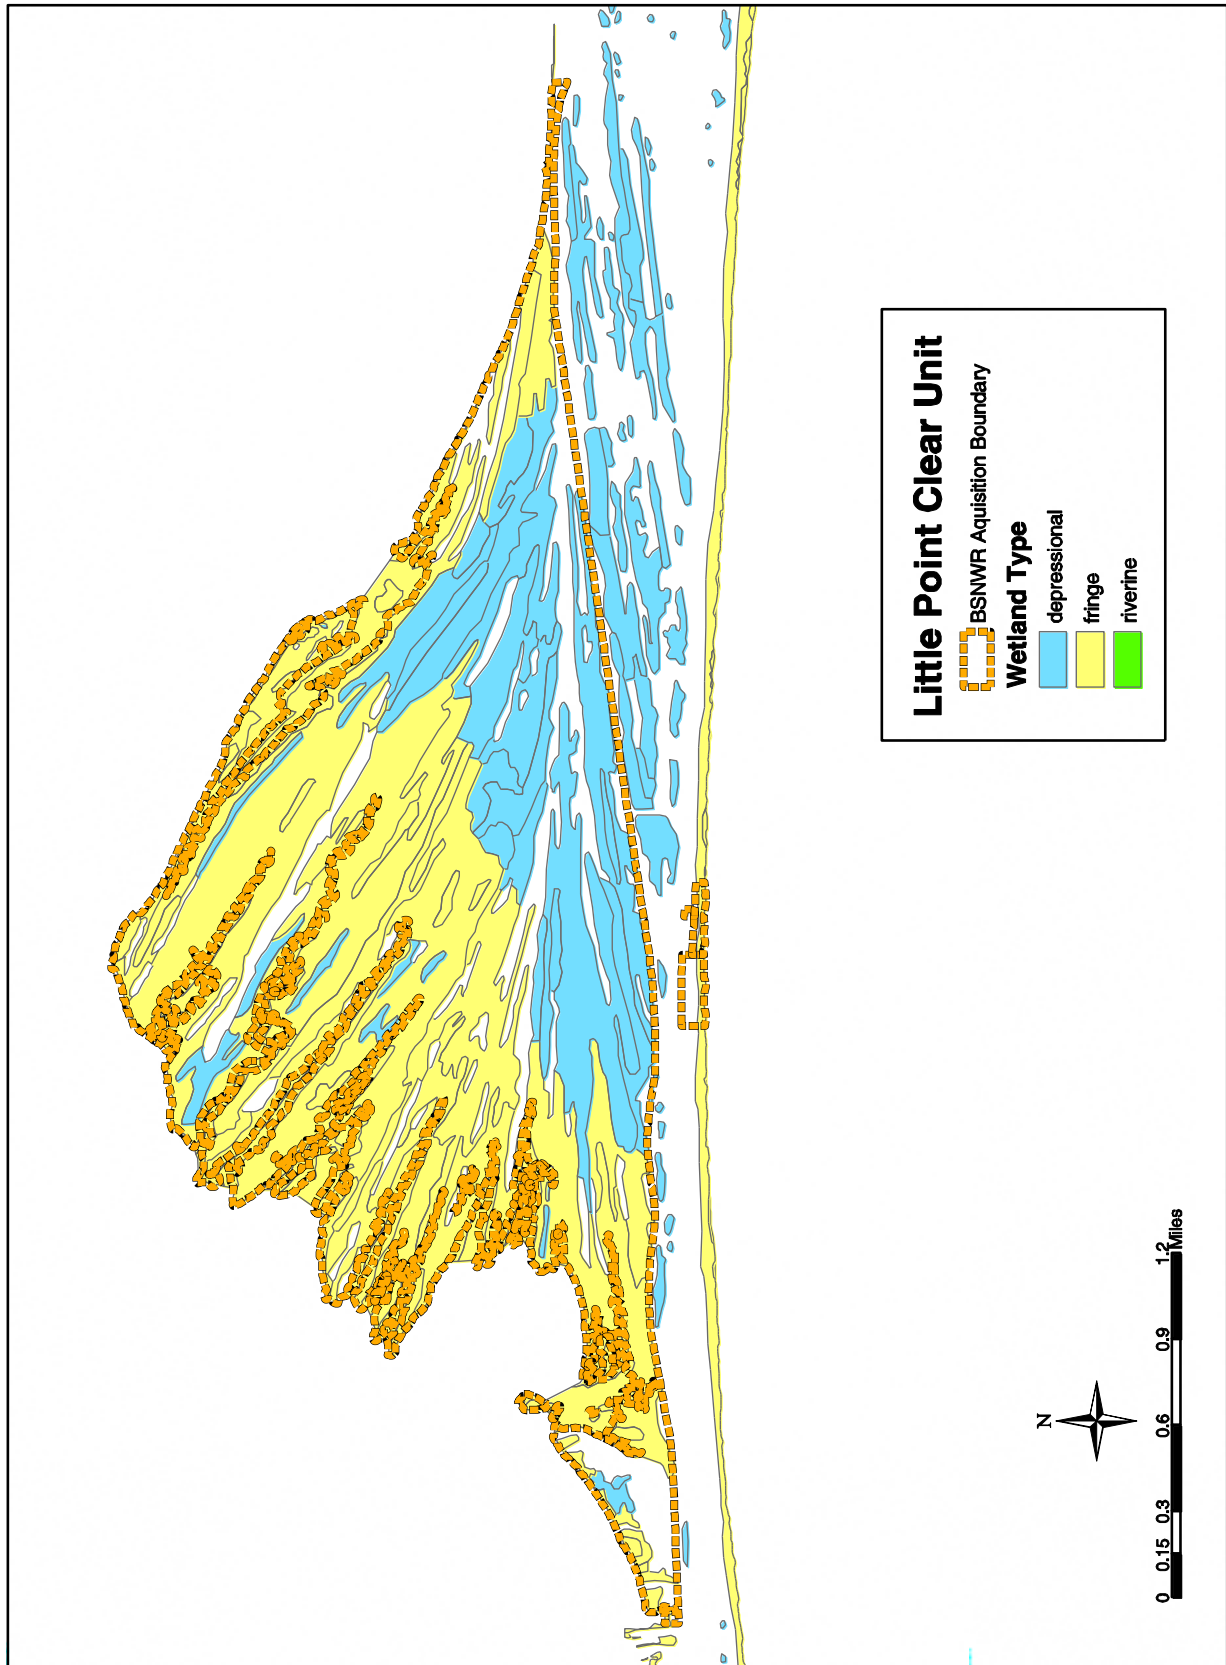 Little Point Clear Unit
BSNWR Aquisition Boundary
Wetland Type
depressional
fringe
riverine
N
0 0.15 0.3 0.6 0.9 1.2
Miles